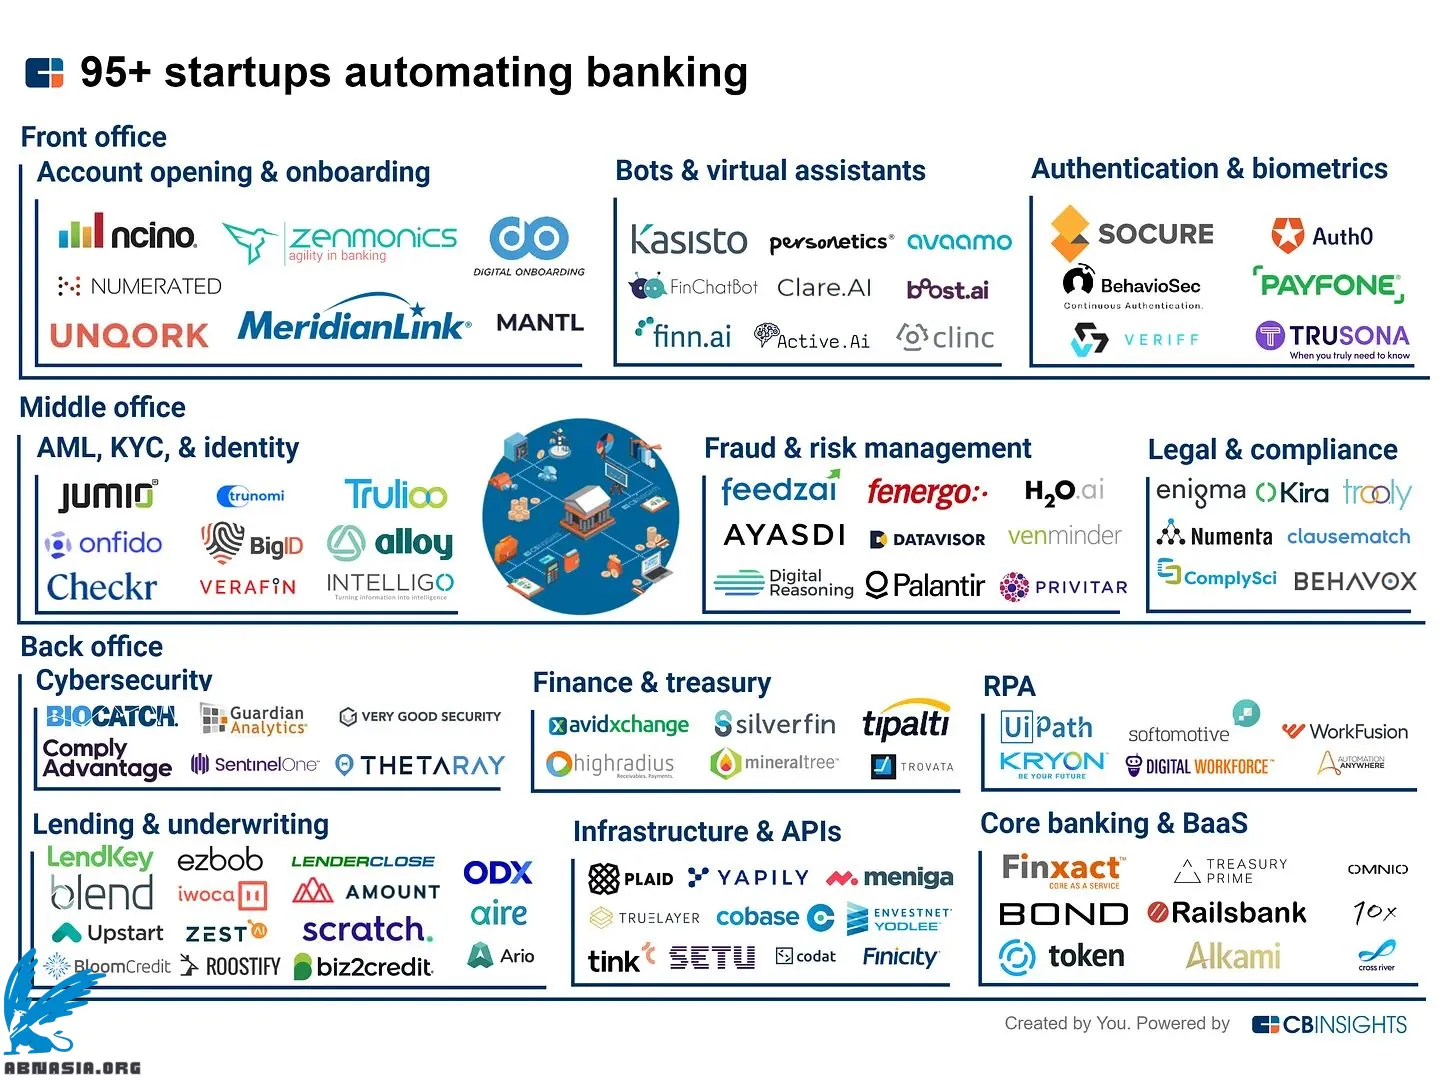 95+ startups automating banking
Front office
Account opening & onboarding
ncino.
zenmonics
agility in banking
DIGITAL ONBOARDING
NUMERATED
UNQORK
MeridianLink®
MANTL
Bots & virtual assistants
Kasisto
personetics®
avaamo
FinChatBot
Clare.AI
boost.ai
finn.ai
Active.Ai
clinc
Authentication & biometrics
SOCURE
Auth0
BehavioSec
Continuous Authentication.
PAYFONE®
VERIFF
TRUSONA
When you truly need to know
Middle office
AML, KYC, & identity
JUMIO®
trunomi
Trulioo
onfido
BigID
alloy
Checkr
VERAFIN
INTELLIGO
Turning information into intelligence
Fraud & risk management
feedzai
fenergo:·
H2O.ai
AYASDI
DATAVISOR
venminder
Digital
Reasoning
Palantir
PRIVITAR
Legal & compliance
enigma
Kira
trooly
Numenta
clausematch
ComplySci
BEHAVOX
Back office
Cybersecurity
BIOCATCH.
Guardian
Analytics®
VERY GOOD SECURITY
Comply
Advantage
SentinelOne™
THETARAY
Finance & treasury
avidxchange
silverfin
tipalti
highradius
Receivables. Payments.
mineraltree™
TROVATA
RPA
UiPath
softomotive
WorkFusion
KRYON™
BE YOUR FUTURE
DIGITAL WORKFORCE™
AUTOMATION
ANYWHERE
Lending & underwriting
LendKey
ezbob
LENDERCLOSE
ODX
blend
iwoca
AMOUNT
aire
Upstart
ZEST AI
scratch.
BloomCredit
ROOSTIFY
biz2credit®
Ario
Infrastructure & APIs
PLAID
YAPILY
meniga
TRUELAYER
cobase
ENVESTNET®
YODLEE®
tink
SETU
codat
Finicity®
Core banking & BaaS
Finxact™
CORE AS A SERVICE
TREASURY
PRIME
OMNIO
BOND
Railsbank
10x
token
Alkami
cross river
Created by You. Powered by
CBINSIGHTS
ABNASIA.ORG